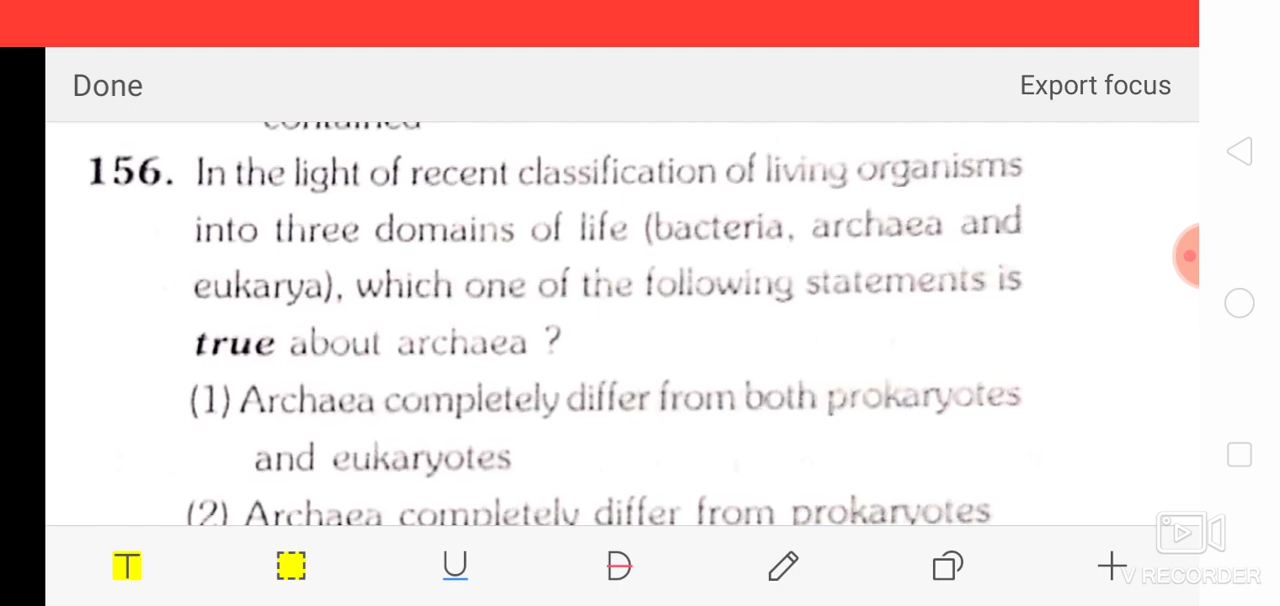 Done
Export focus
contained
156. In the light of recent classification of living organisms
into three domains of life (bacteria, archaea and
eukarya), which one of the following statements is
true about archaea ?
(1) Archaea completely differ from both prokaryotes
and eukaryotes
(2) Archaea completely differ from prokaryotes
T
U
D
V RECORDER